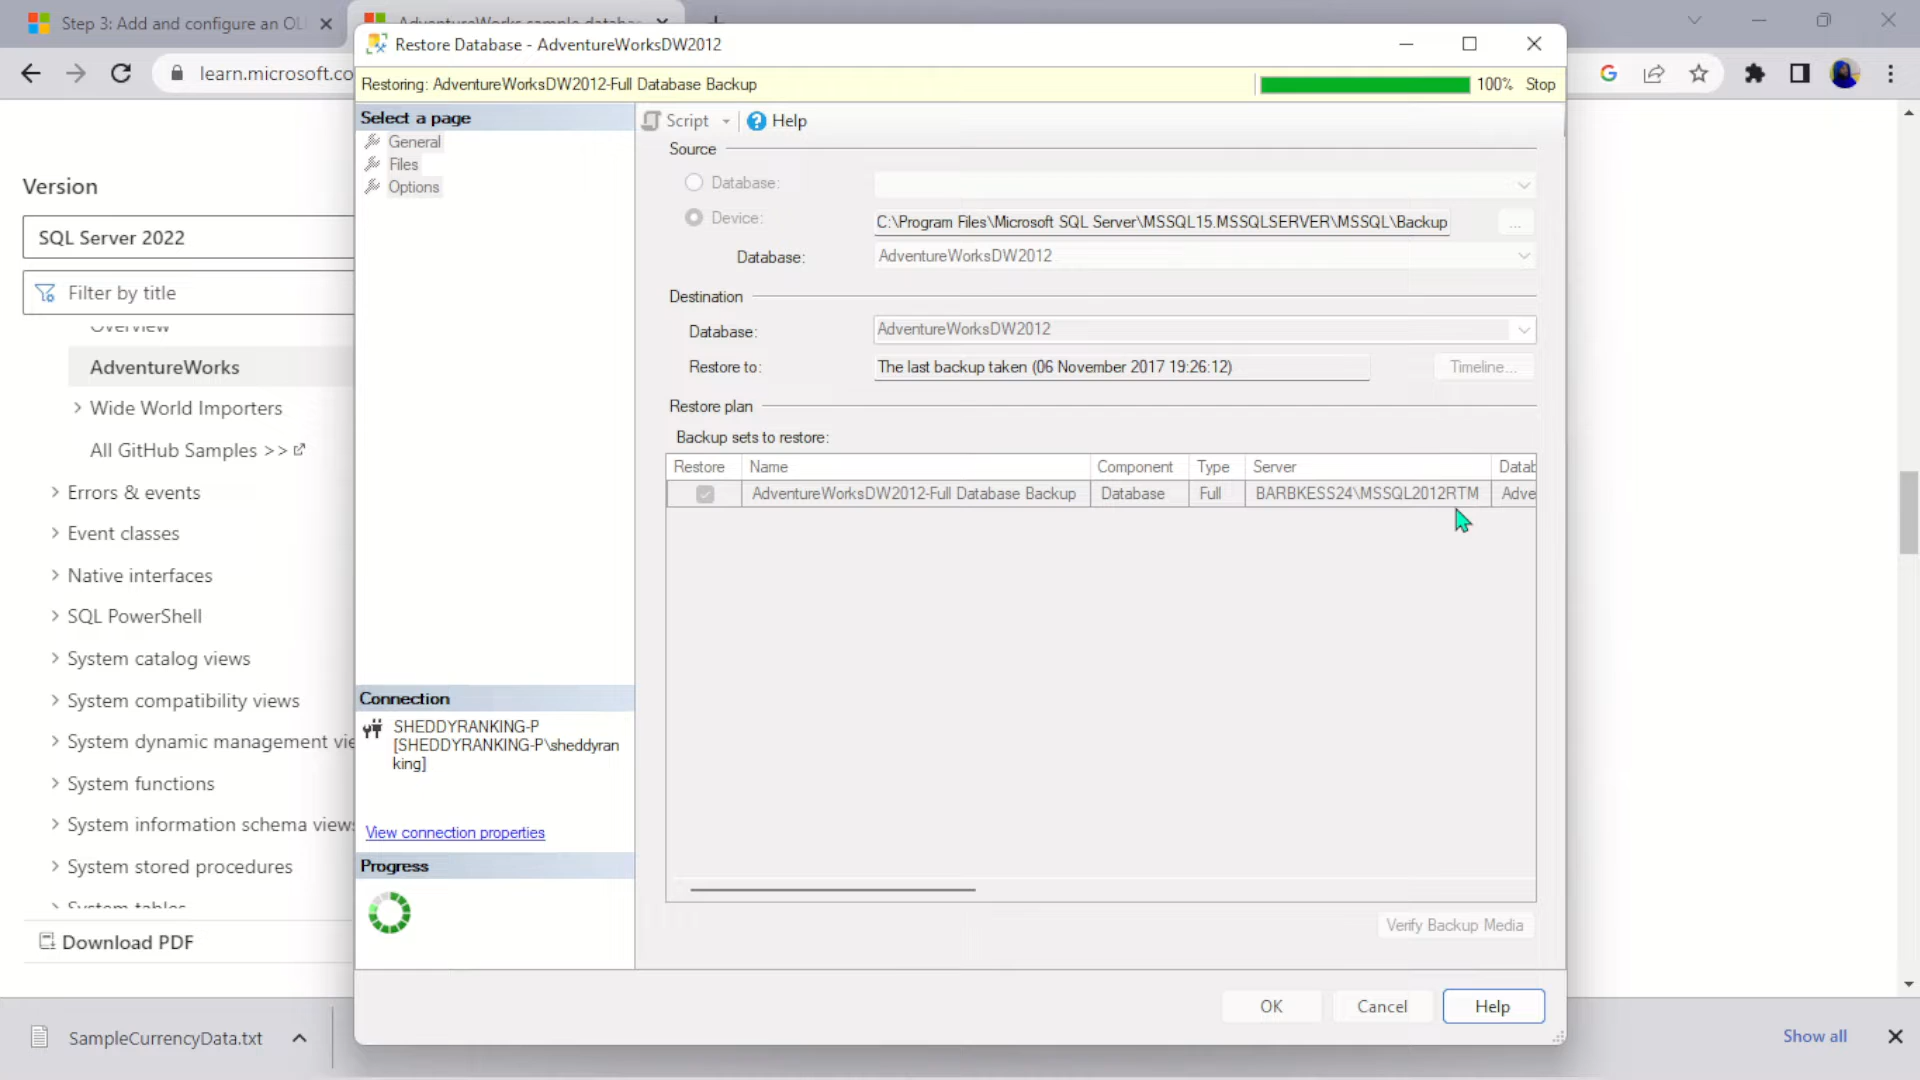 Step 3: Add and configure an OL
AdventureWorks sample databas
Restore Database - AdventureWorksDW2012
learn.microsoft.co
Restoring: AdventureWorksDW2012-Full Database Backup
100%
Stop
Select a page
General
Files
Options
Script
Help
Source
Database:
Device:
C:\Program Files\Microsoft SQL Server\MSSQL15.MSSQLSERVER\MSSQL\Backup
...
Database:
AdventureWorksDW2012
Destination
Database:
AdventureWorksDW2012
Restore to:
The last backup taken (06 November 2017 19:26:12)
Timeline...
Restore plan
Backup sets to restore:
Restore Name Component Type Server Datab
AdventureWorksDW2012-Full Database Backup Database Full BARBKESS24\MSSQL2012RTM Adve
Version
SQL Server 2022
Filter by title
Overview
AdventureWorks
Wide World Importers
All GitHub Samples >>
Errors & events
Event classes
Native interfaces
SQL PowerShell
System catalog views
System compatibility views
System dynamic management vie
System functions
System information schema views
System stored procedures
System tables
Download PDF
Connection
SHEDDYRANKING-P
[SHEDDYRANKING-P\sheddyran
king]
View connection properties
Progress
Verify Backup Media
OK
Cancel
Help
SampleCurrencyData.txt
Show all